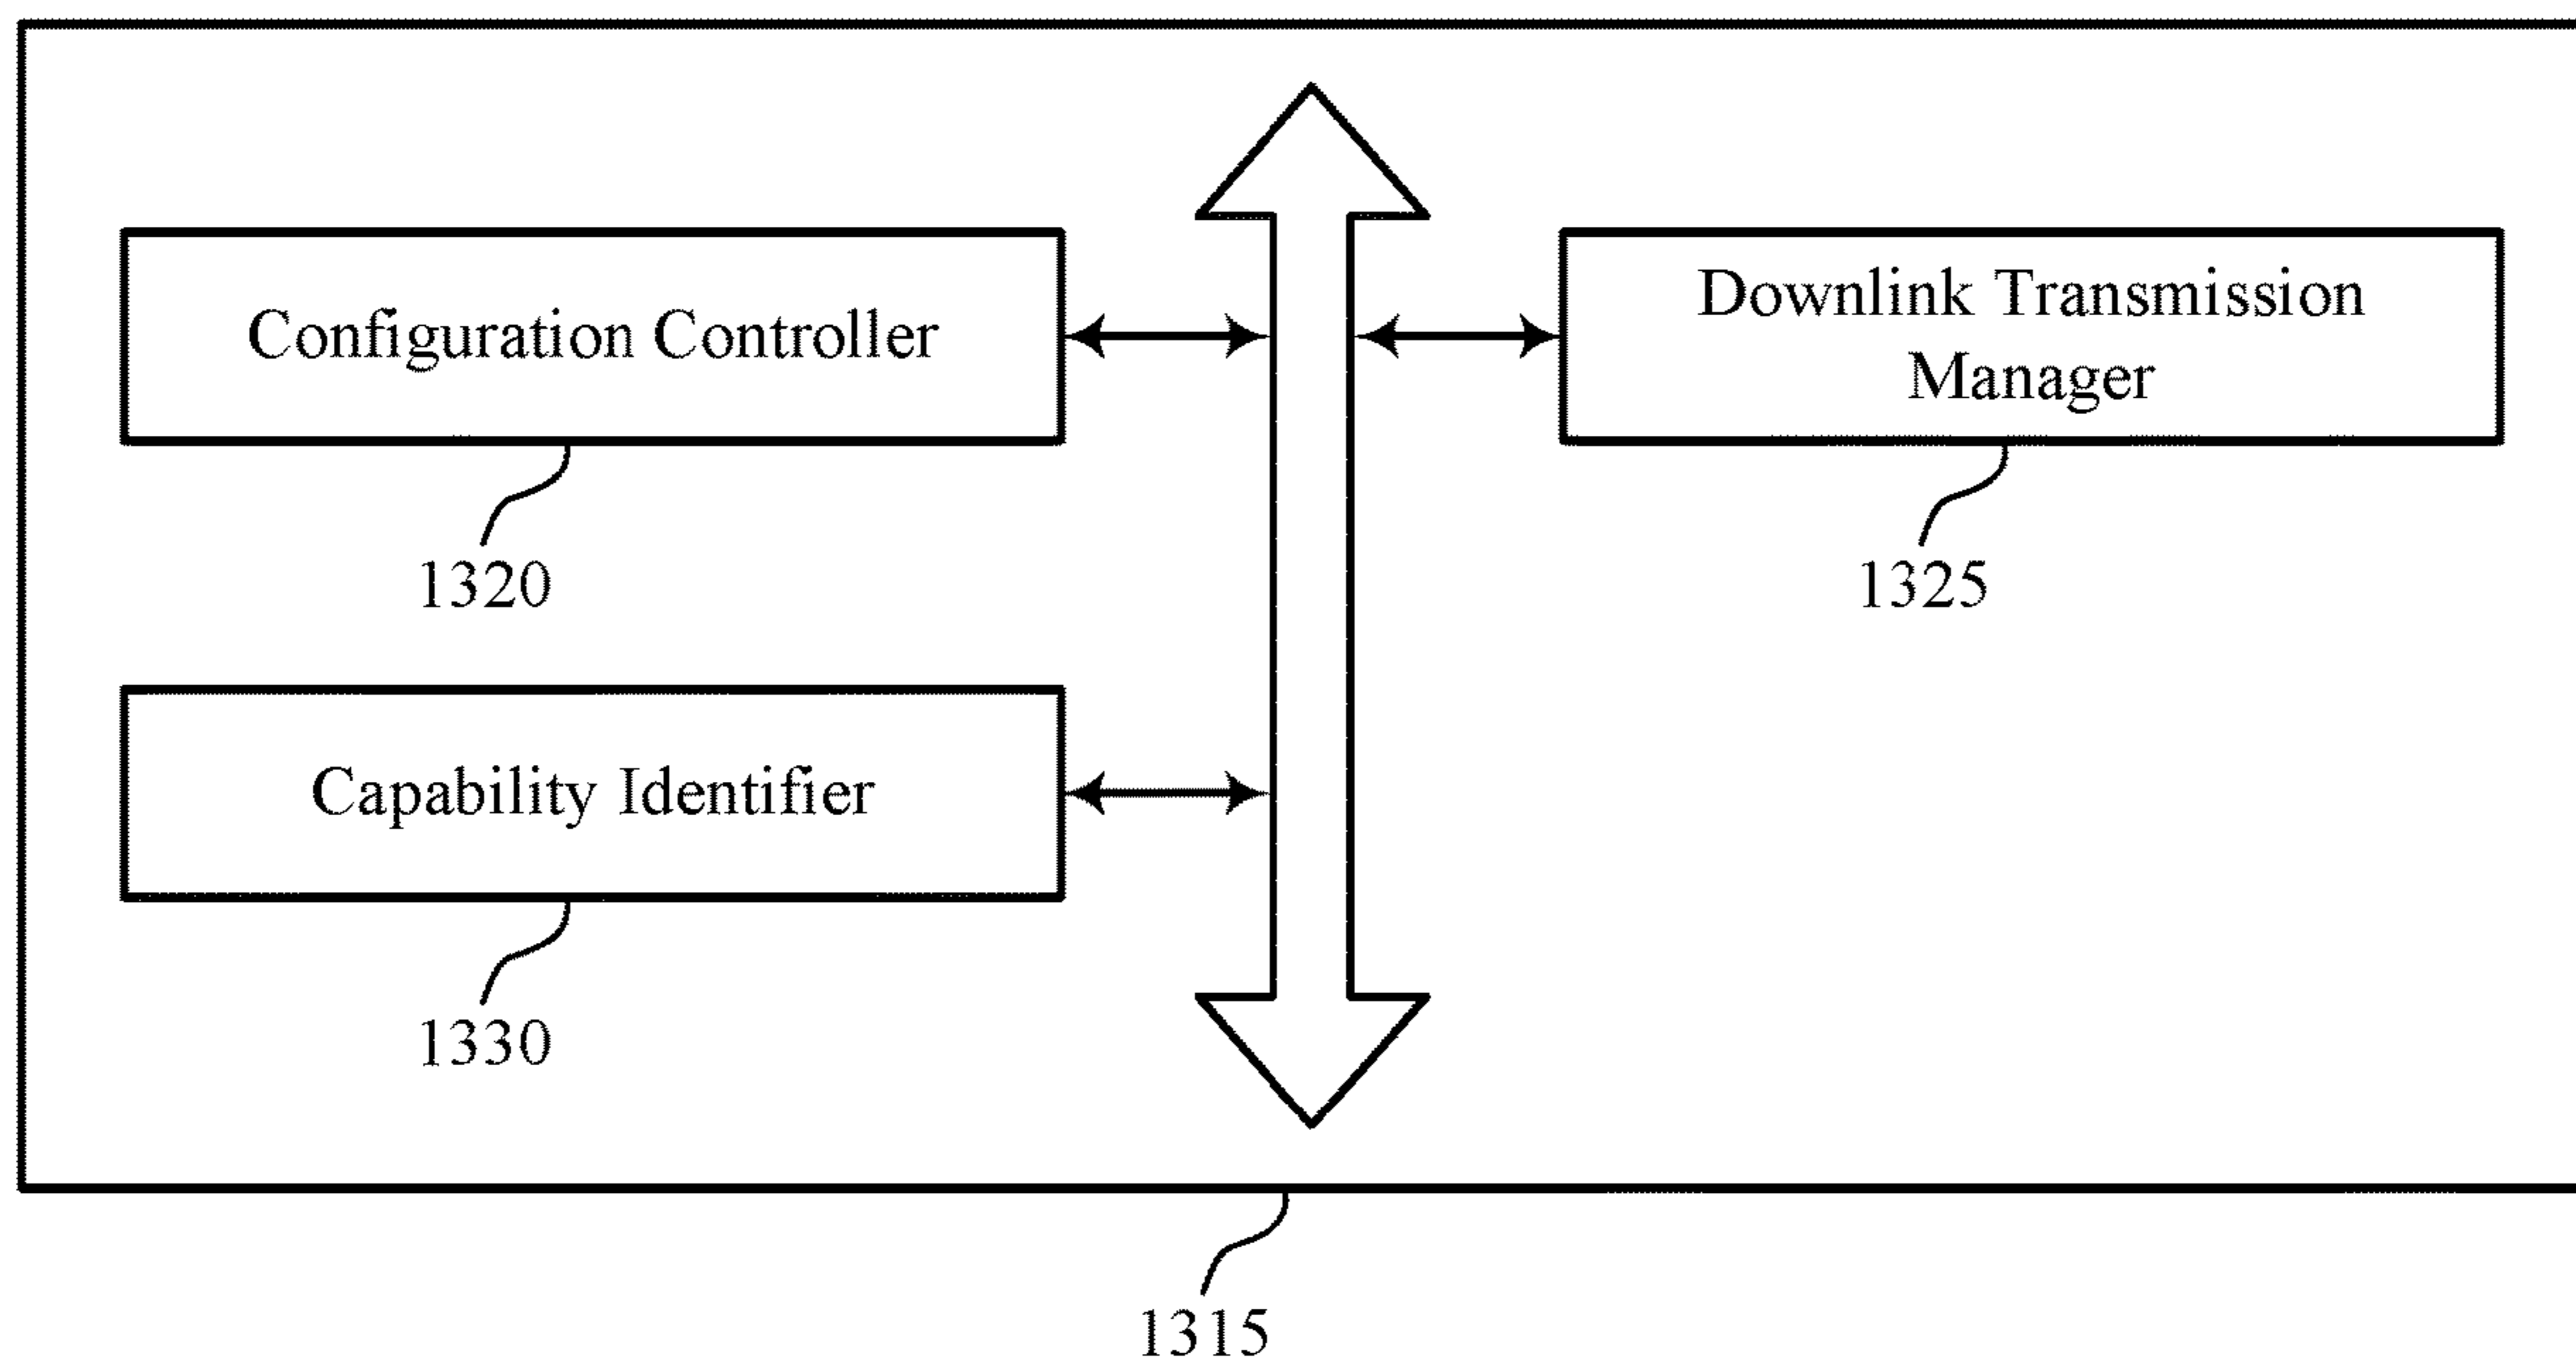 Configuration Controller
Downlink Transmission
Manager
1320
1325
Capability Identifier
1330
1315